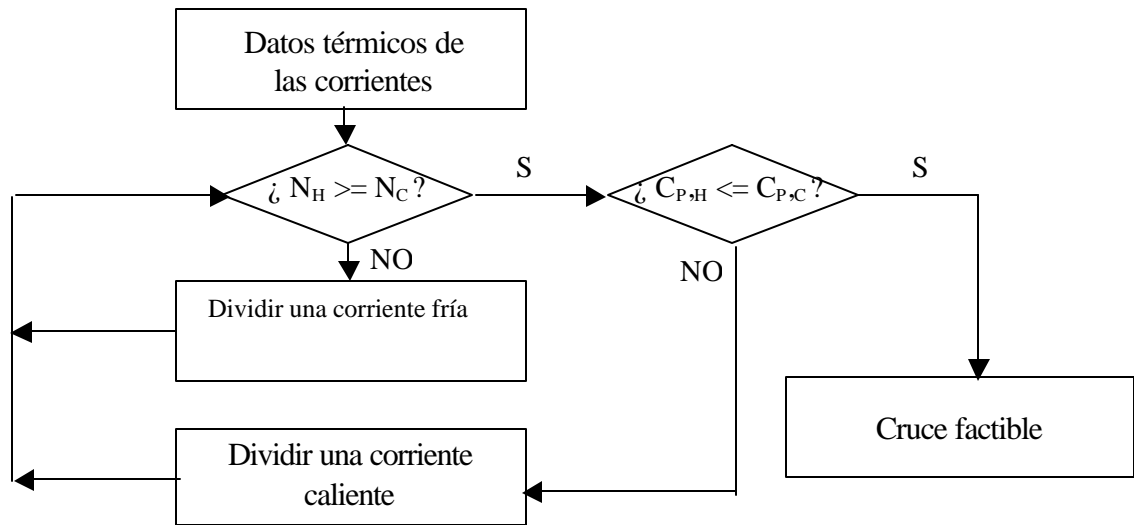 Datos térmicos de
las corrientes
¿ N_H >= N_C ?
S
¿ C_P,H <= C_P,C ?
S
NO
NO
Dividir una corriente fría
Cruce factible
Dividir una corriente
caliente